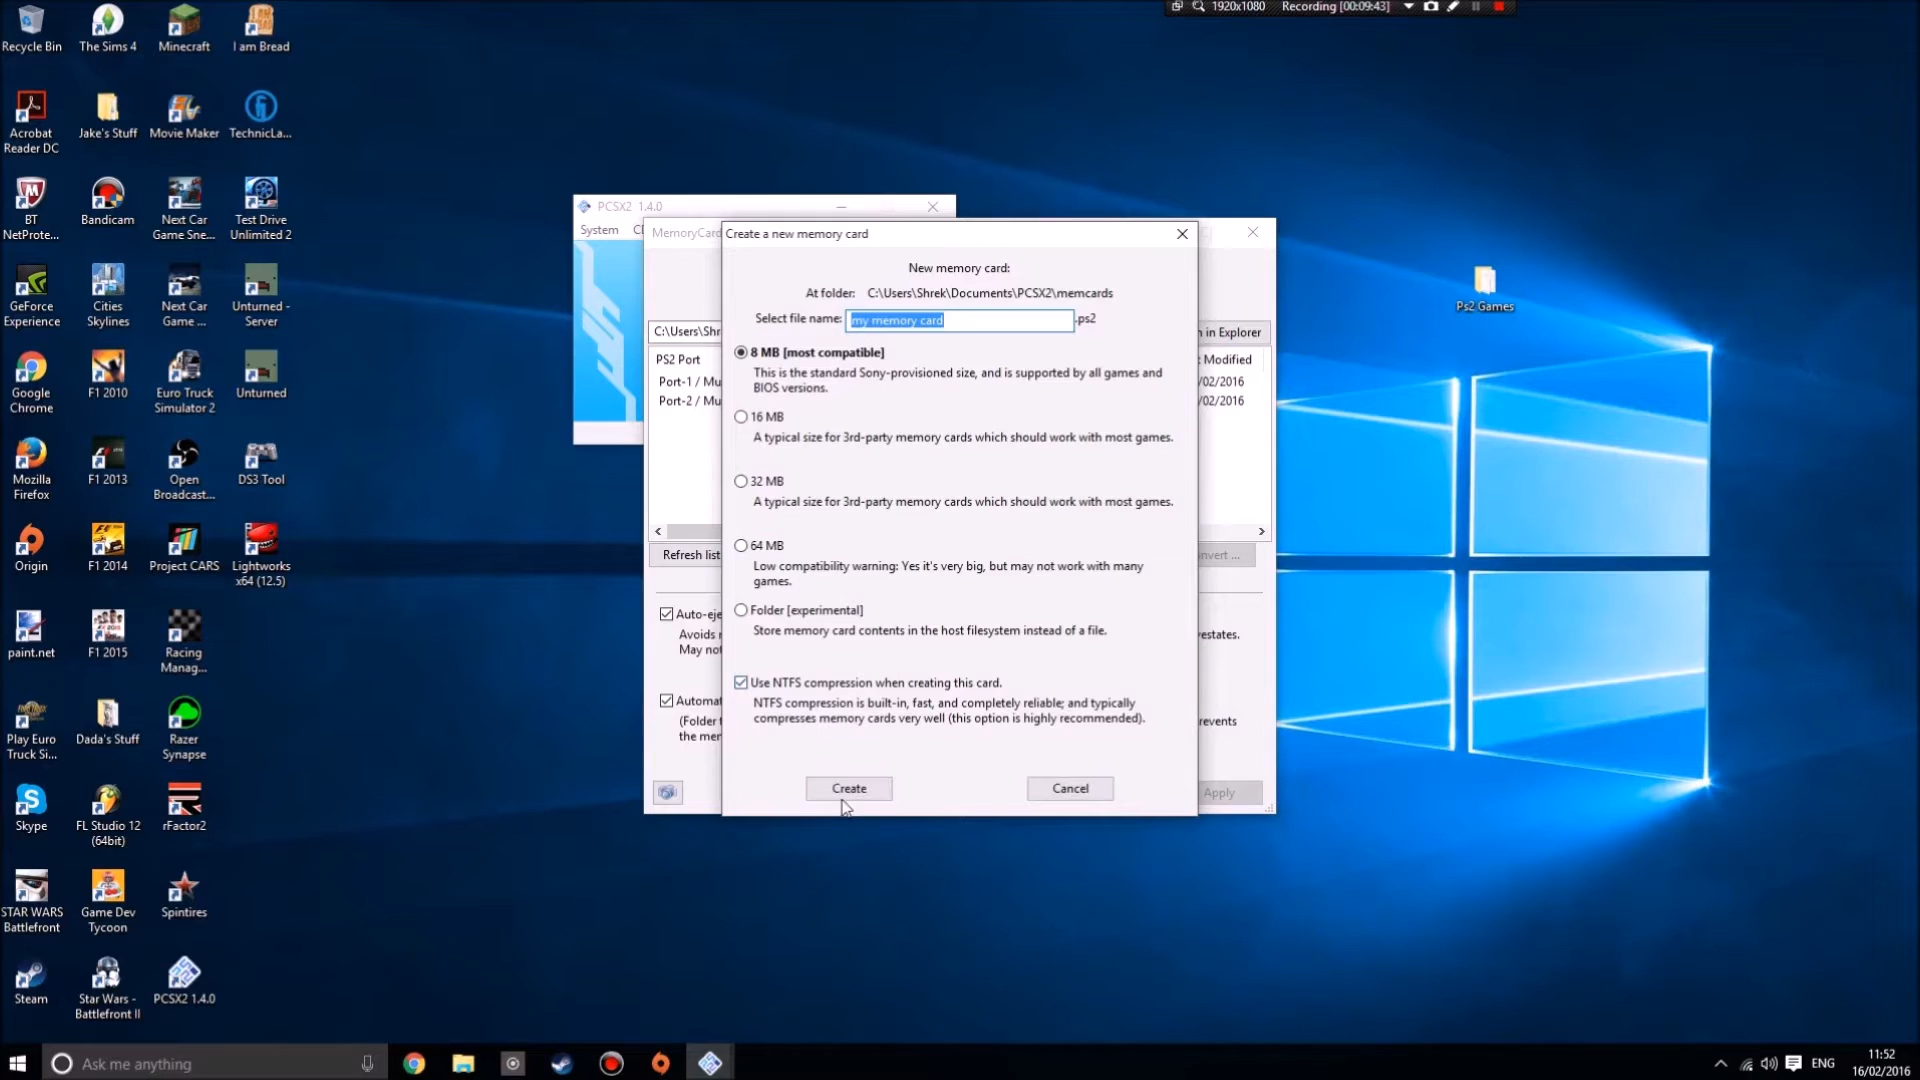 1920x1080 Recording [00:09:43]
Recycle Bin
The Sims 4
Minecraft
I am Bread
Acrobat
Reader DC
Jake's Stuff
Movie Maker
TechnicLa...
BT
NetProte...
Bandicam
Next Car
Game Sne...
Test Drive
Unlimited 2
GeForce
Experience
Cities
Skylines
Next Car
Game ...
Unturned -
Server
Google
Chrome
F1 2010
Euro Truck
Simulator 2
Unturned
Mozilla
Firefox
F1 2013
Open
Broadcast...
DS3 Tool
Origin
F1 2014
Project CARS
Lightworks
x64 (12.5)
paint.net
F1 2015
Racing
Manag...
Play Euro
Truck Si...
Dada's Stuff
Razer
Synapse
Skype
FL Studio 12
(64bit)
rFactor2
STAR WARS
Battlefront
Game Dev
Tycoon
Spintires
Steam
Star Wars -
Battlefront II
PCSX2 1.4.0
Ps2 Games
PCSX2 1.4.0
System
MemoryCard
C:\Users\Shr
n in Explorer
PS2 Port
Modified
Port-1 / Mu
/02/2016
Port-2 / Mu
/02/2016
Refresh list
nvert ...
Auto-eje
Avoids
May not
estates.
Automat
(Folder
the mer
revents
Apply
Create a new memory card
New memory card:
At folder: C:\Users\Shrek\Documents\PCSX2\memcards
Select file name: my memory card .ps2
8 MB [most compatible]
This is the standard Sony-provisioned size, and is supported by all games and
BIOS versions.
16 MB
A typical size for 3rd-party memory cards which should work with most games.
32 MB
A typical size for 3rd-party memory cards which should work with most games.
64 MB
Low compatibility warning: Yes it's very big, but may not work with many
games.
Folder [experimental]
Store memory card contents in the host filesystem instead of a file.
Use NTFS compression when creating this card.
NTFS compression is built-in, fast, and completely reliable; and typically
compresses memory cards very well (this option is highly recommended).
Create
Cancel
Ask me anything
ENG
11:52
16/02/2016